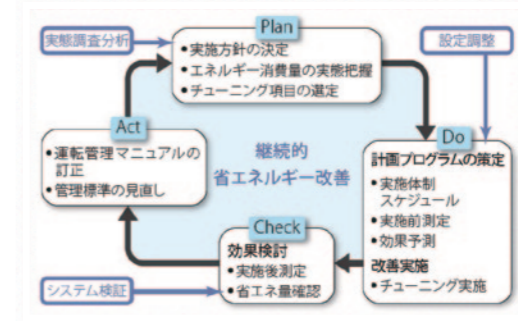 Plan
実態調査分析
•実施方針の決定
•エネルギー消費量の実態把握
•チューニング項目の選定
設定調整
Act
•運転管理マニュアルの
訂正
•管理標準の見直し
継続的
省エネルギー改善
Do
計画プログラムの策定
•実施体制
スケジュール
•実施前測定
•効果予測
改善実施
•チューニング実施
Check
効果検討
•実施後測定
•省エネ量確認
システム検証